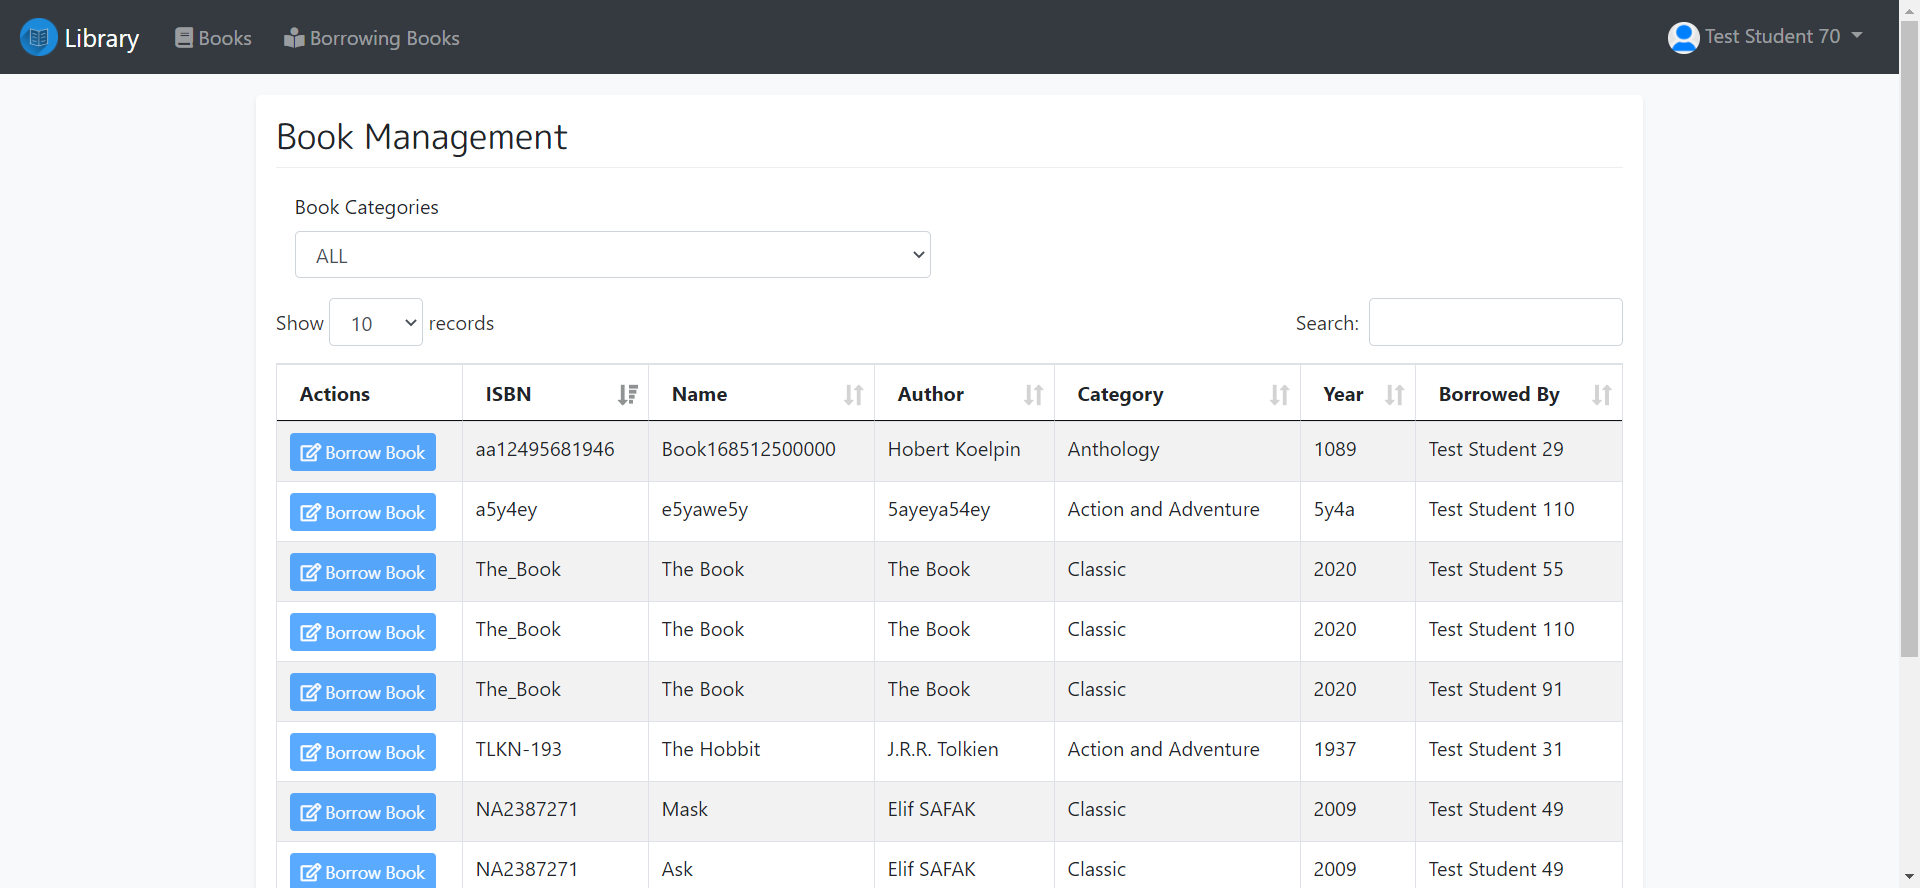 Library Books Borrowing Books Test Student 70
Book Management
Book Categories
ALL
Show 10 records Search:
Actions ISBN Name Author Category Year Borrowed By
Borrow Book aa12495681946 Book168512500000 Hobert Koelpin Anthology 1089 Test Student 29
Borrow Book a5y4ey e5yawe5y 5ayeya54ey Action and Adventure 5y4a Test Student 110
Borrow Book The_Book The Book The Book Classic 2020 Test Student 55
Borrow Book The_Book The Book The Book Classic 2020 Test Student 110
Borrow Book The_Book The Book The Book Classic 2020 Test Student 91
Borrow Book TLKN-193 The Hobbit J.R.R. Tolkien Action and Adventure 1937 Test Student 31
Borrow Book NA2387271 Mask Elif SAFAK Classic 2009 Test Student 49
Borrow Book NA2387271 Ask Elif SAFAK Classic 2009 Test Student 49